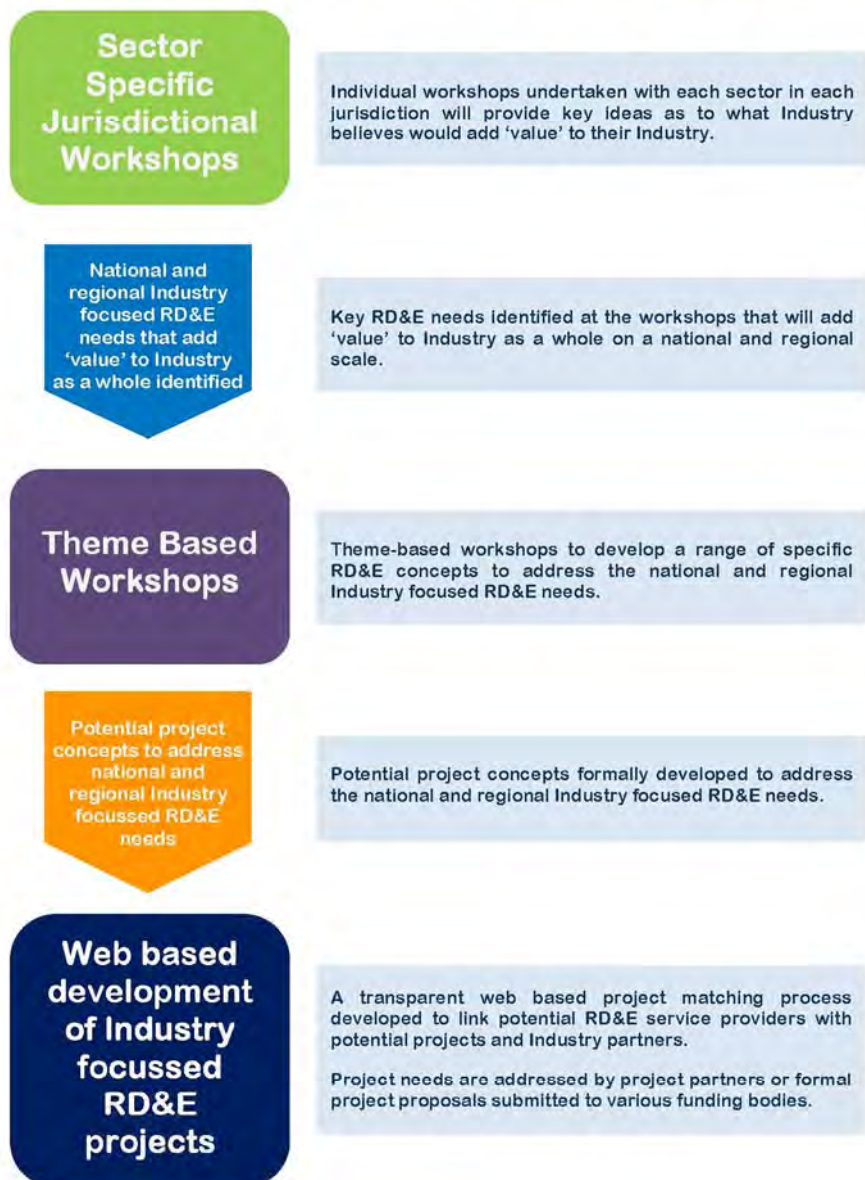 Sector
Specific
Jurisdictional
Workshops
Individual workshops undertaken with each sector in each
jurisdiction will provide key ideas as to what Industry
believes would add ‘value’ to their Industry.
National and
regional Industry
focused RD&E
needs that add
‘value’ to Industry
as a whole identified
Key RD&E needs identified at the workshops that will add
‘value’ to Industry as a whole on a national and regional
scale.
Theme Based
Workshops
Theme-based workshops to develop a range of specific
RD&E concepts to address the national and regional
Industry focused RD&E needs.
Potential project
concepts to address
national and
regional Industry
focussed RD&E
needs
Potential project concepts formally developed to address
the national and regional Industry focused RD&E needs.
Web based
development
of Industry
focussed
RD&E
projects
A transparent web based project matching process
developed to link potential RD&E service providers with
potential projects and Industry partners.
Project needs are addressed by project partners or formal
project proposals submitted to various funding bodies.